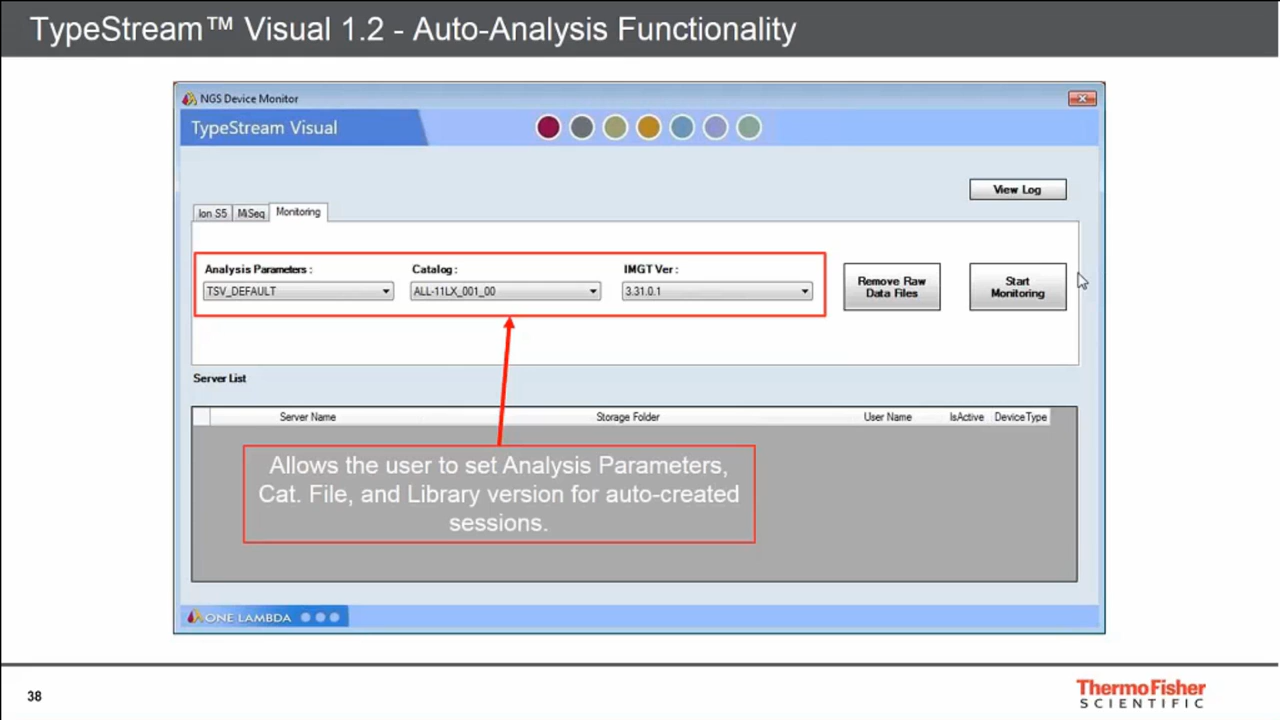 TypeStream™ Visual 1.2 - Auto-Analysis Functionality
NGS Device Monitor
TypeStream Visual
View Log
Ion S5 MiSeq Monitoring
Analysis Parameters : Catalog : IMGT Ver :
TSV_DEFAULT ALL-11LX_001_00 3.31.0.1
Remove Raw
Data Files
Start
Monitoring
Server List
Server Name Storage Folder User Name IsActive DeviceType
Allows the user to set Analysis Parameters,
Cat. File, and Library version for auto-created
sessions.
ONE LAMBDA
38
ThermoFisher
SCIENTIFIC